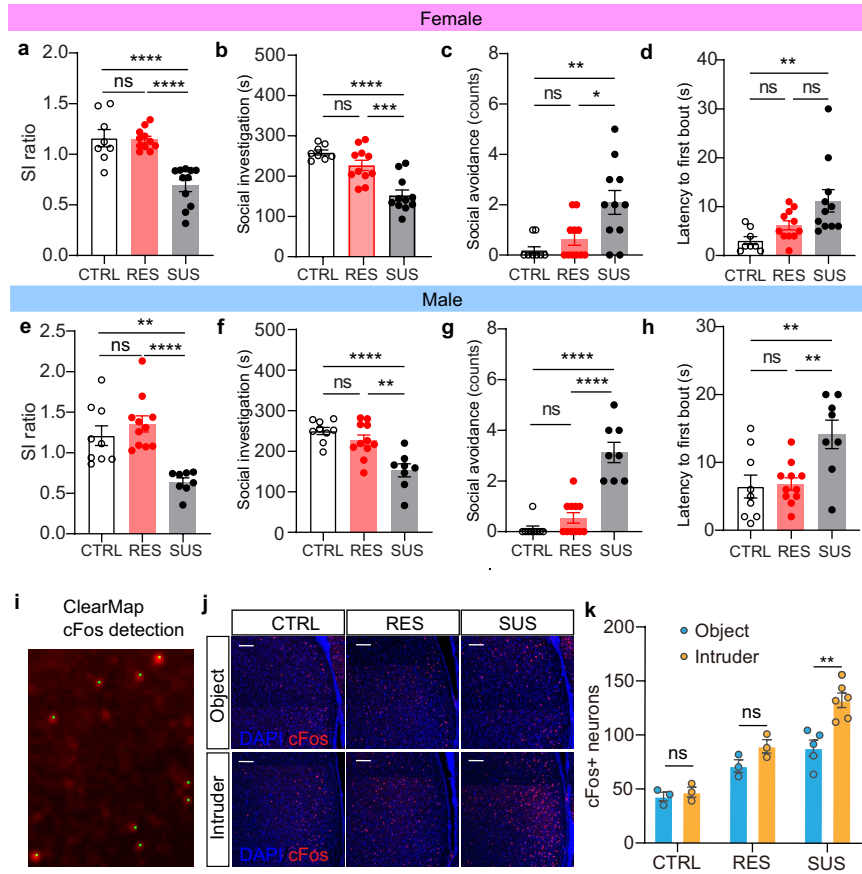 Female
a
SI ratio
2.0
1.5
1.0
0.5
0.0
****
ns
****
CTRL RES SUS
b
Social investigation (s)
500
400
300
200
100
0
****
ns
***
CTRL RES SUS
c
Social avoidance (counts)
8
6
4
2
0
**
ns
*
CTRL RES SUS
d
Latency to first bout (s)
40
30
20
10
0
**
ns
ns
CTRL RES SUS
Male
e
SI ratio
2.5
2.0
1.5
1.0
0.5
0.0
**
ns
****
CTRL RES SUS
f
Social investigation (s)
500
400
300
200
100
0
****
ns
**
CTRL RES SUS
g
Social avoidance (counts)
8
6
4
2
0
****
ns
****
CTRL RES SUS
h
Latency to first bout (s)
30
20
10
0
**
ns
**
CTRL RES SUS
i
ClearMap
cFos detection
j
CTRL RES SUS
Object
DAPI cFos
Intruder
DAPI cFos
k
cFos+ neurons
200
150
100
50
0
Object
Intruder
ns
ns
**
CTRL RES SUS